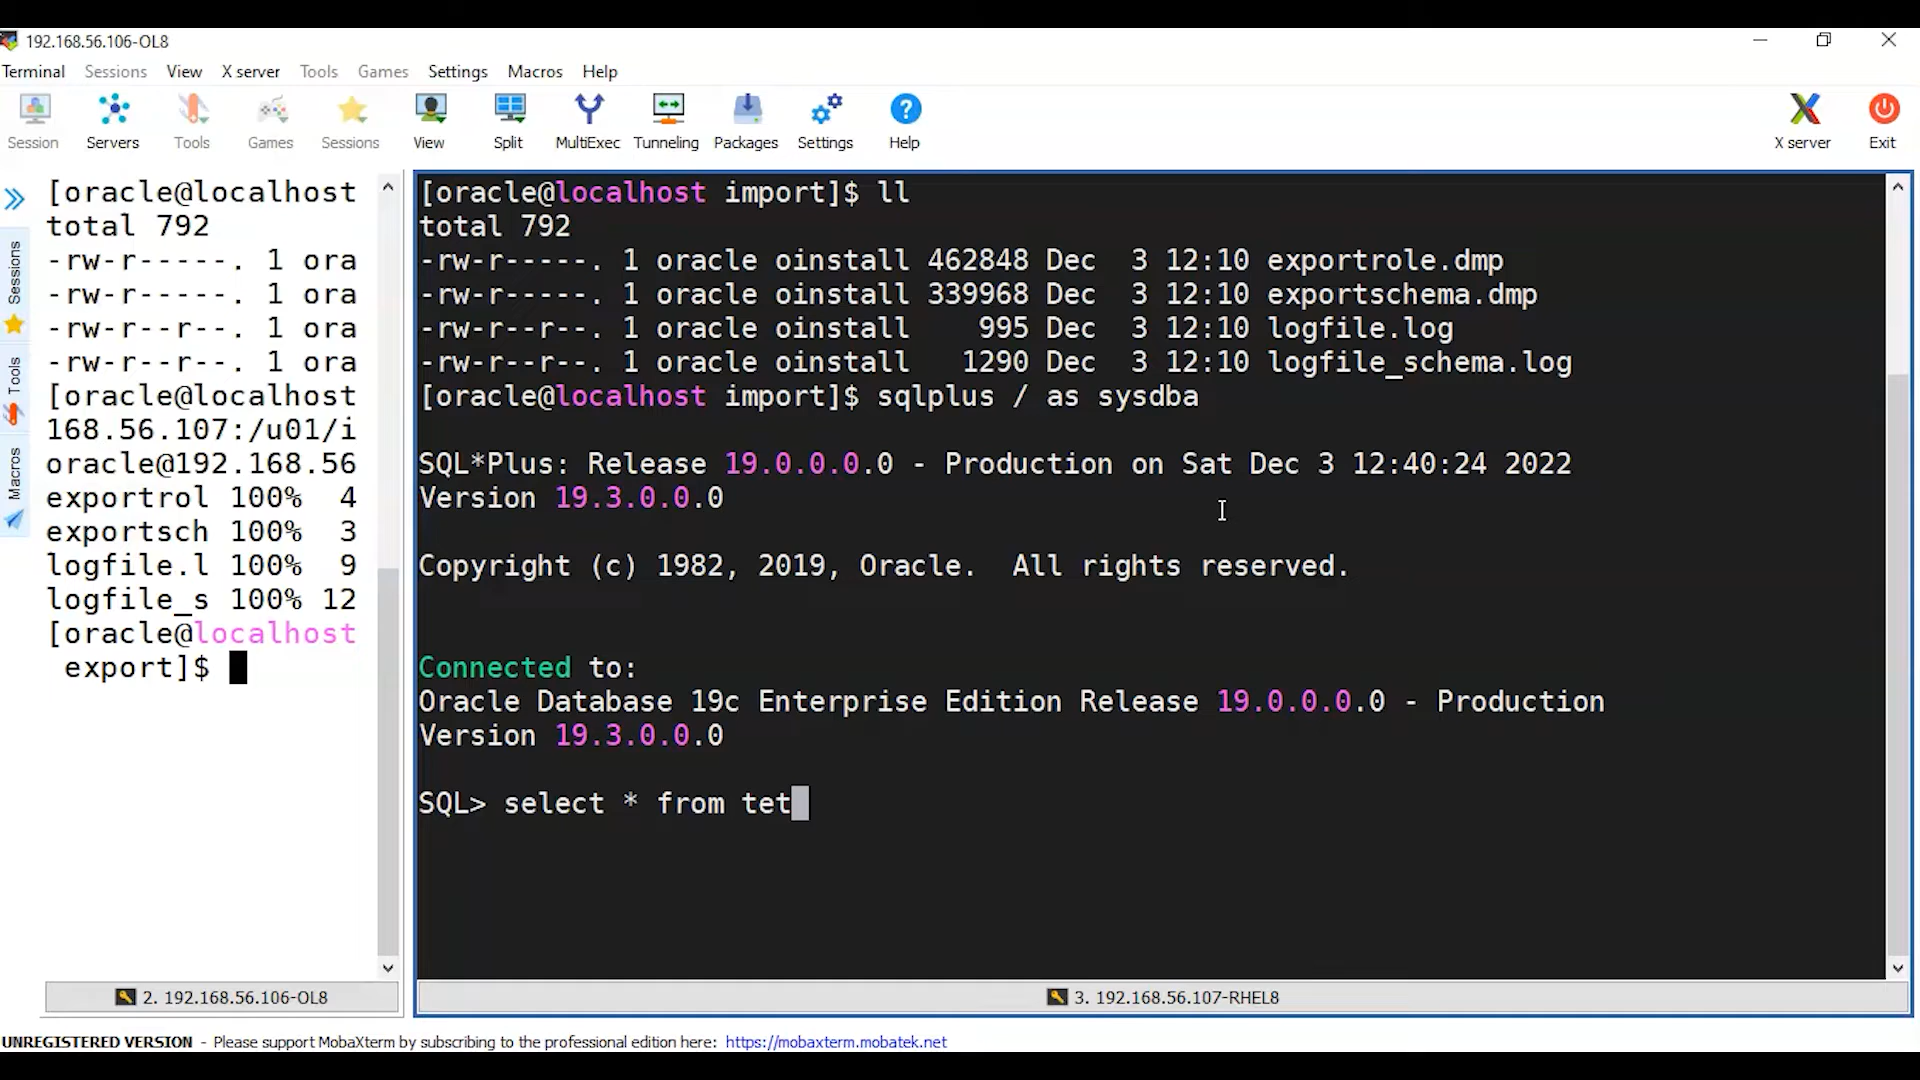 192.168.56.106-OL8
Terminal Sessions View X server Tools Games Settings Macros Help
Session Servers Tools Games Sessions View Split MultiExec Tunneling Packages Settings Help X server Exit
Sessions
Tools
Macros
[oracle@localhost
total 792
-rw-r-----. 1 ora
-rw-r-----. 1 ora
-rw-r--r--. 1 ora
-rw-r--r--. 1 ora
[oracle@localhost
168.56.107:/u01/i
oracle@192.168.56
exportrol 100% 4
exportsch 100% 3
logfile.l 100% 9
logfile_s 100% 12
[oracle@localhost
export]$
[oracle@localhost import]$ ll
total 792
-rw-r-----. 1 oracle oinstall 462848 Dec 3 12:10 exportrole.dmp
-rw-r-----. 1 oracle oinstall 339968 Dec 3 12:10 exportschema.dmp
-rw-r--r--. 1 oracle oinstall 995 Dec 3 12:10 logfile.log
-rw-r--r--. 1 oracle oinstall 1290 Dec 3 12:10 logfile_schema.log
[oracle@localhost import]$ sqlplus / as sysdba
SQL*Plus: Release 19.0.0.0.0 - Production on Sat Dec 3 12:40:24 2022
Version 19.3.0.0.0
Copyright (c) 1982, 2019, Oracle. All rights reserved.
Connected to:
Oracle Database 19c Enterprise Edition Release 19.0.0.0.0 - Production
Version 19.3.0.0.0
SQL> select * from tet
2. 192.168.56.106-OL8
3. 192.168.56.107-RHEL8
UNREGISTERED VERSION - Please support MobaXterm by subscribing to the professional edition here: https://mobaxterm.mobatek.net